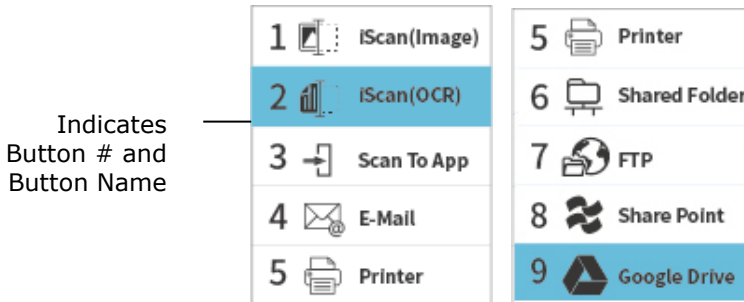 Indicates
Button # and
Button Name
1 iScan(Image)
2 iScan(OCR)
3 Scan To App
4 E-Mail
5 Printer
5 Printer
6 Shared Folder
7 FTP
8 Share Point
9 Google Drive